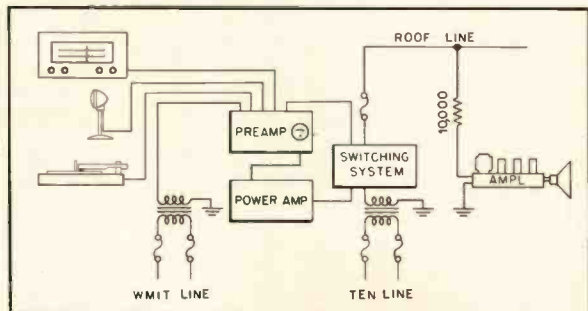 ROOF LINE
10,000
PREAMP
SWITCHING
SYSTEM
POWER AMP
AMPL
WMIT LINE
TEN LINE